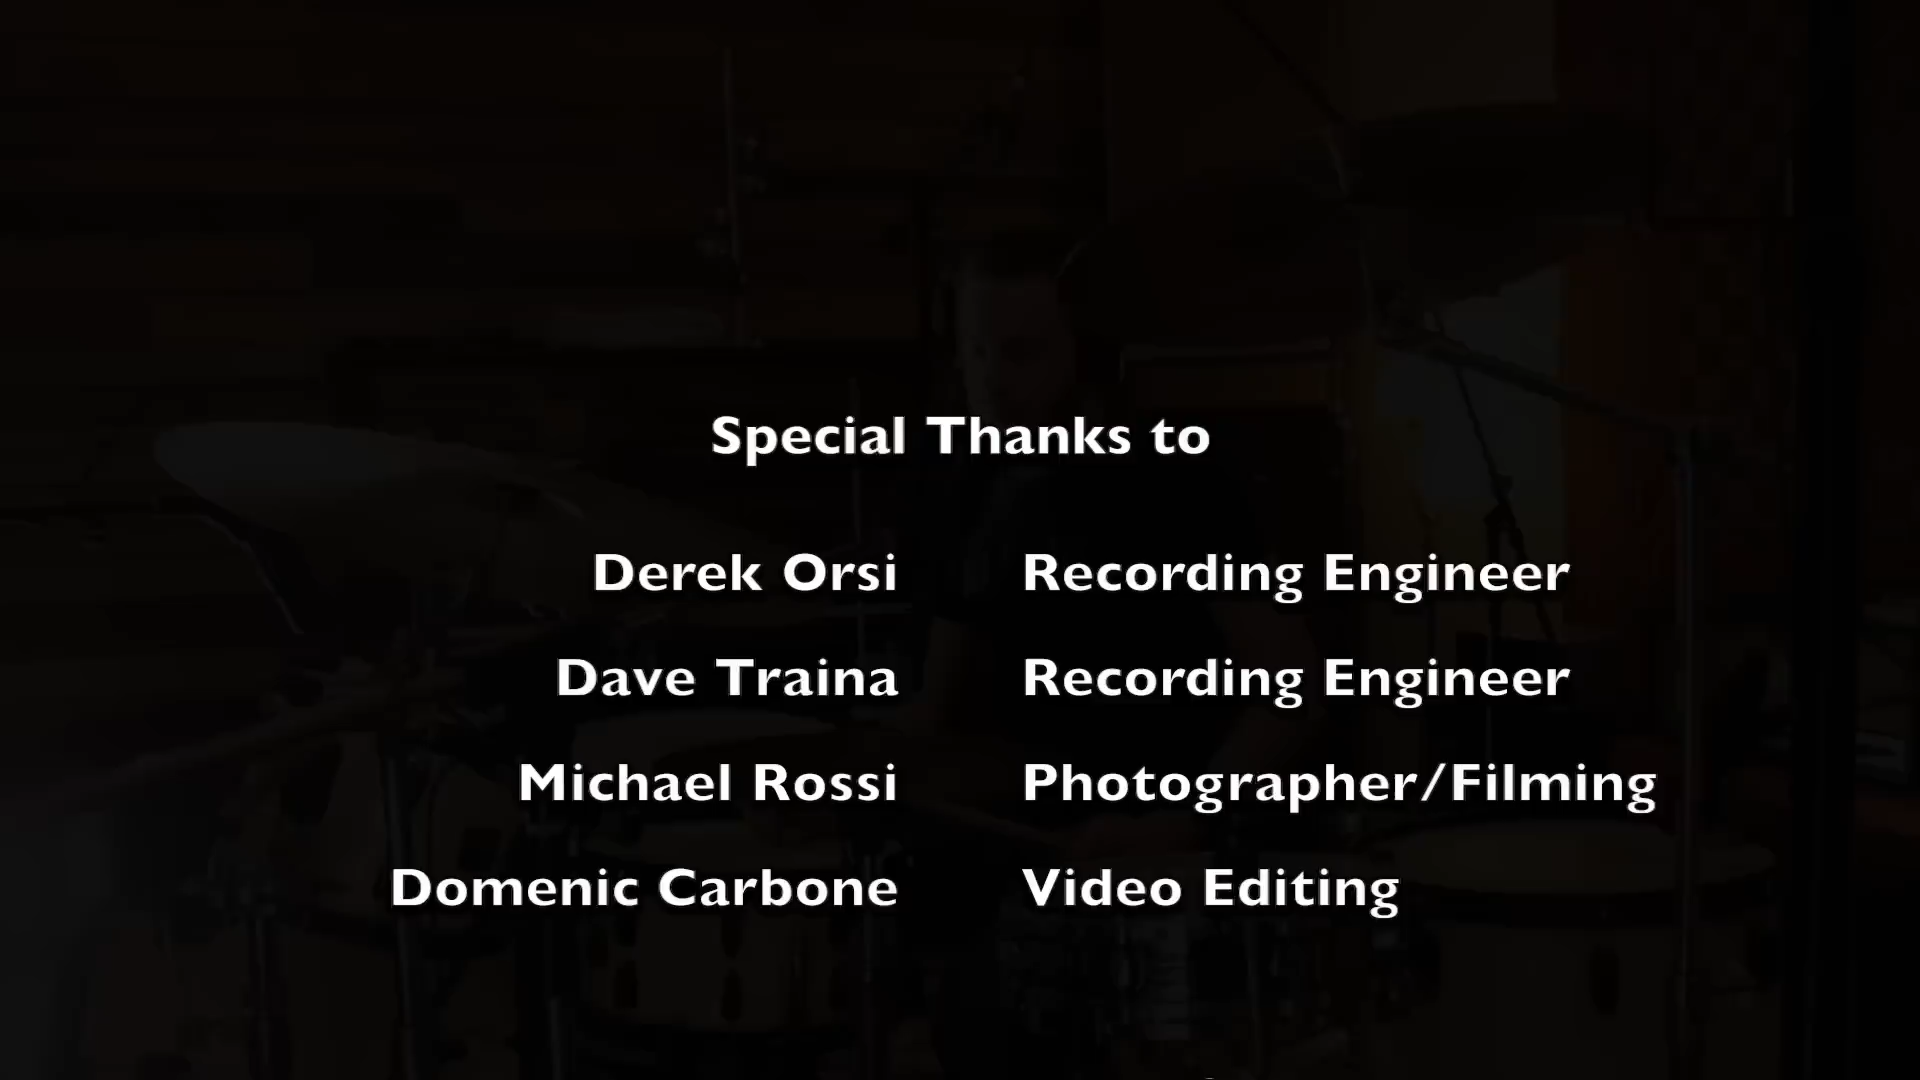 Special Thanks to
Derek Orsi Recording Engineer
Dave Traina Recording Engineer
Michael Rossi Photographer/Filming
Domenic Carbone Video Editing